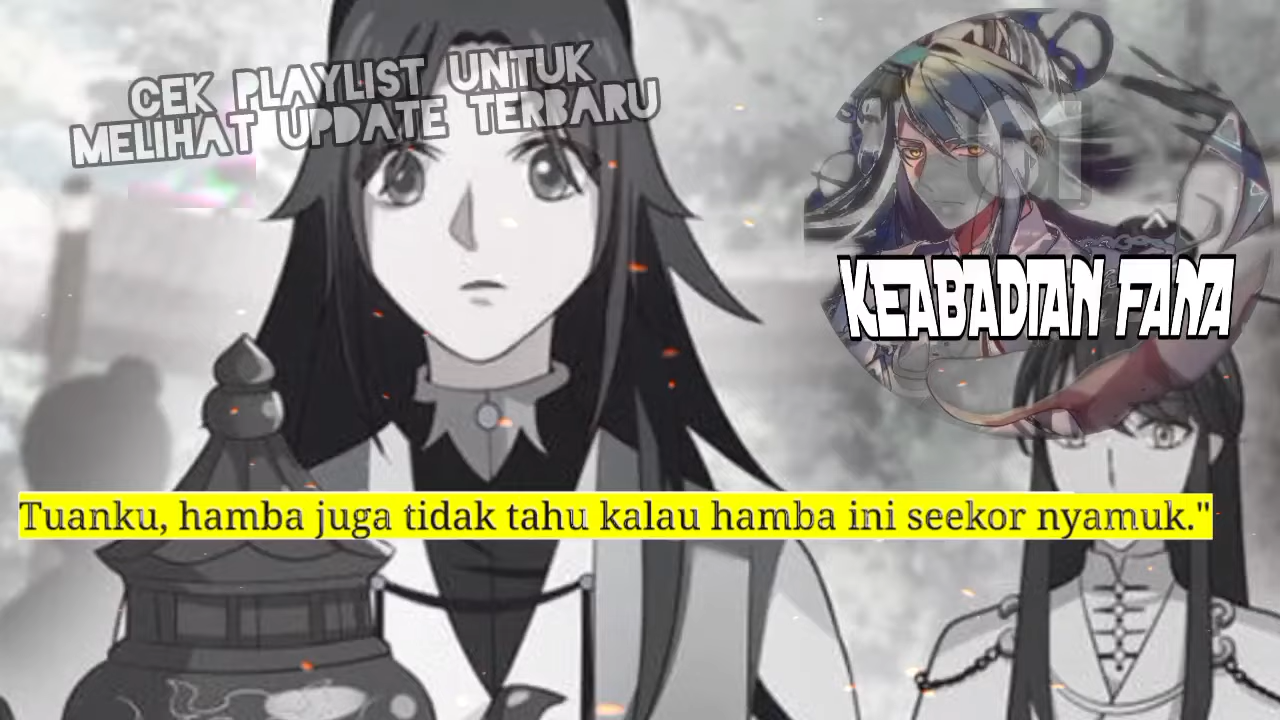 CEK PLAYLIST UNTUK
MELIHAT UPDATE TERBARU
KEABADIAN FANA
Tuanku, hamba juga tidak tahu kalau hamba ini seekor nyamuk."